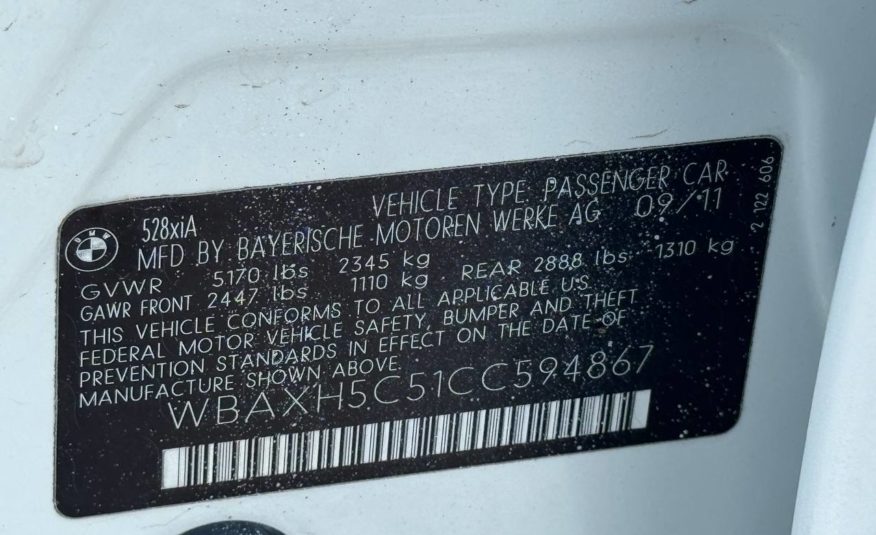 BMW
528xiA
VEHICLE TYPE PASSENGER CAR
MFD BY BAYERISCHE MOTOREN WERKE AG 09/11
GVWR 5170 lbs 2345 kg
GAWR FRONT 2447 lbs 1110 kg REAR 2888 lbs 1310 kg
THIS VEHICLE CONFORMS TO ALL APPLICABLE U.S.
FEDERAL MOTOR VEHICLE SAFETY, BUMPER AND THEFT
PREVENTION STANDARDS IN EFFECT ON THE DATE OF
MANUFACTURE SHOWN ABOVE.
WBAXH5C51CC594867
2 122 606